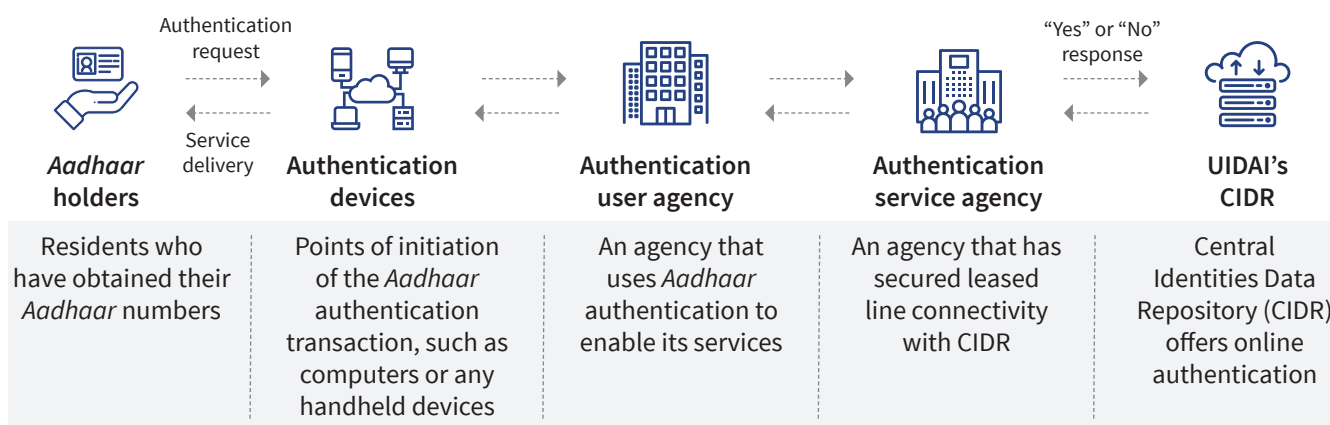 Authentication
request
"Yes" or "No"
response
Service
delivery
Aadhaar
holders
Authentication
devices
Authentication
user agency
Authentication
service agency
UIDAI's
CIDR
Residents who
have obtained their
Aadhaar numbers
Points of initiation
of the Aadhaar
authentication
transaction, such as
computers or any
handheld devices
An agency that
uses Aadhaar
authentication to
enable its services
An agency that has
secured leased
line connectivity
with CIDR
Central
Identities Data
Repository (CIDR)
offers online
authentication